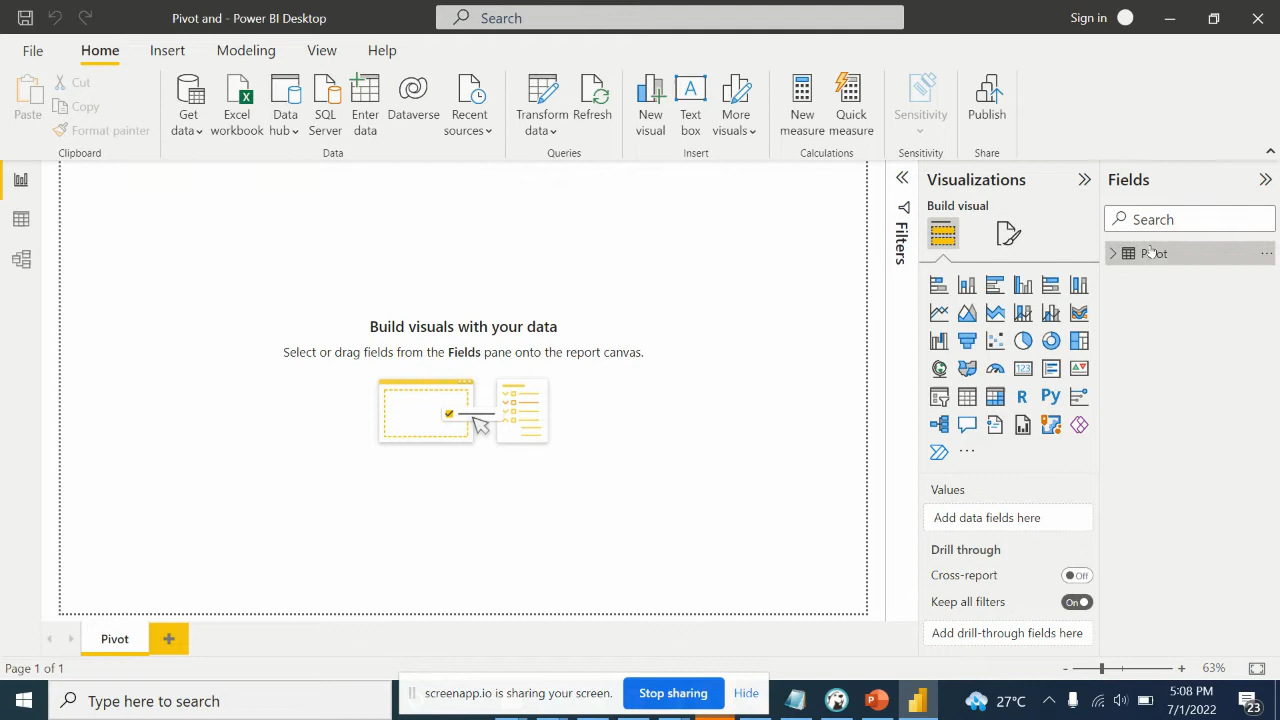 Pivot and - Power BI Desktop
Search
Sign in
File Home Insert Modeling View Help
Paste
Cut
Copy
Format painter
Clipboard
Get data
Excel workbook
Data hub
SQL Server
Enter data
Dataverse
Recent sources
Data
Transform data
Refresh
Queries
New visual
Text box
More visuals
Insert
New measure
Quick measure
Calculations
Sensitivity
Sensitivity
Publish
Share
Build visuals with your data
Select or drag fields from the Fields pane onto the report canvas.
Filters
Visualizations
Build visual
123
R
Py
Values
Add data fields here
Drill through
Cross-report
Off
Keep all filters
On
Add drill-through fields here
Fields
Search
Pivot
Pivot
Page 1 of 1
63%
Type here to search
screenapp.io is sharing your screen.
Stop sharing
Hide
27°C
5:08 PM
7/1/2022
23